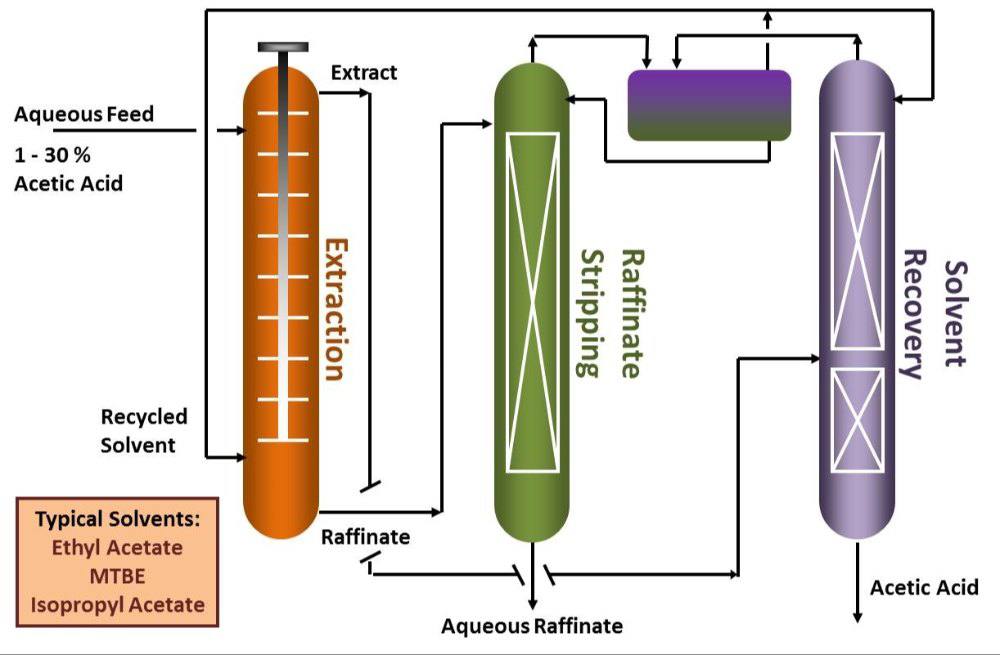 Extract
Aqueous Feed
1 - 30 %
Acetic Acid
Extraction
Raffinate
Stripping
Solvent
Recovery
Recycled
Solvent
Typical Solvents:
Ethyl Acetate
MTBE
Isopropyl Acetate
Raffinate
Aqueous Raffinate
Acetic Acid